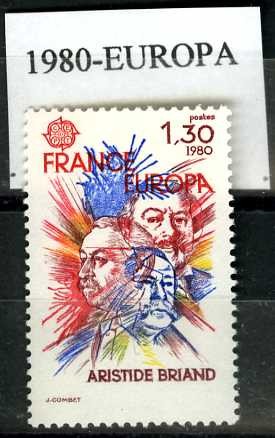 1980-EUROPA
postes
1,30
1980
FRANCE
EUROPA
ARISTIDE BRIAND
J. COMBET